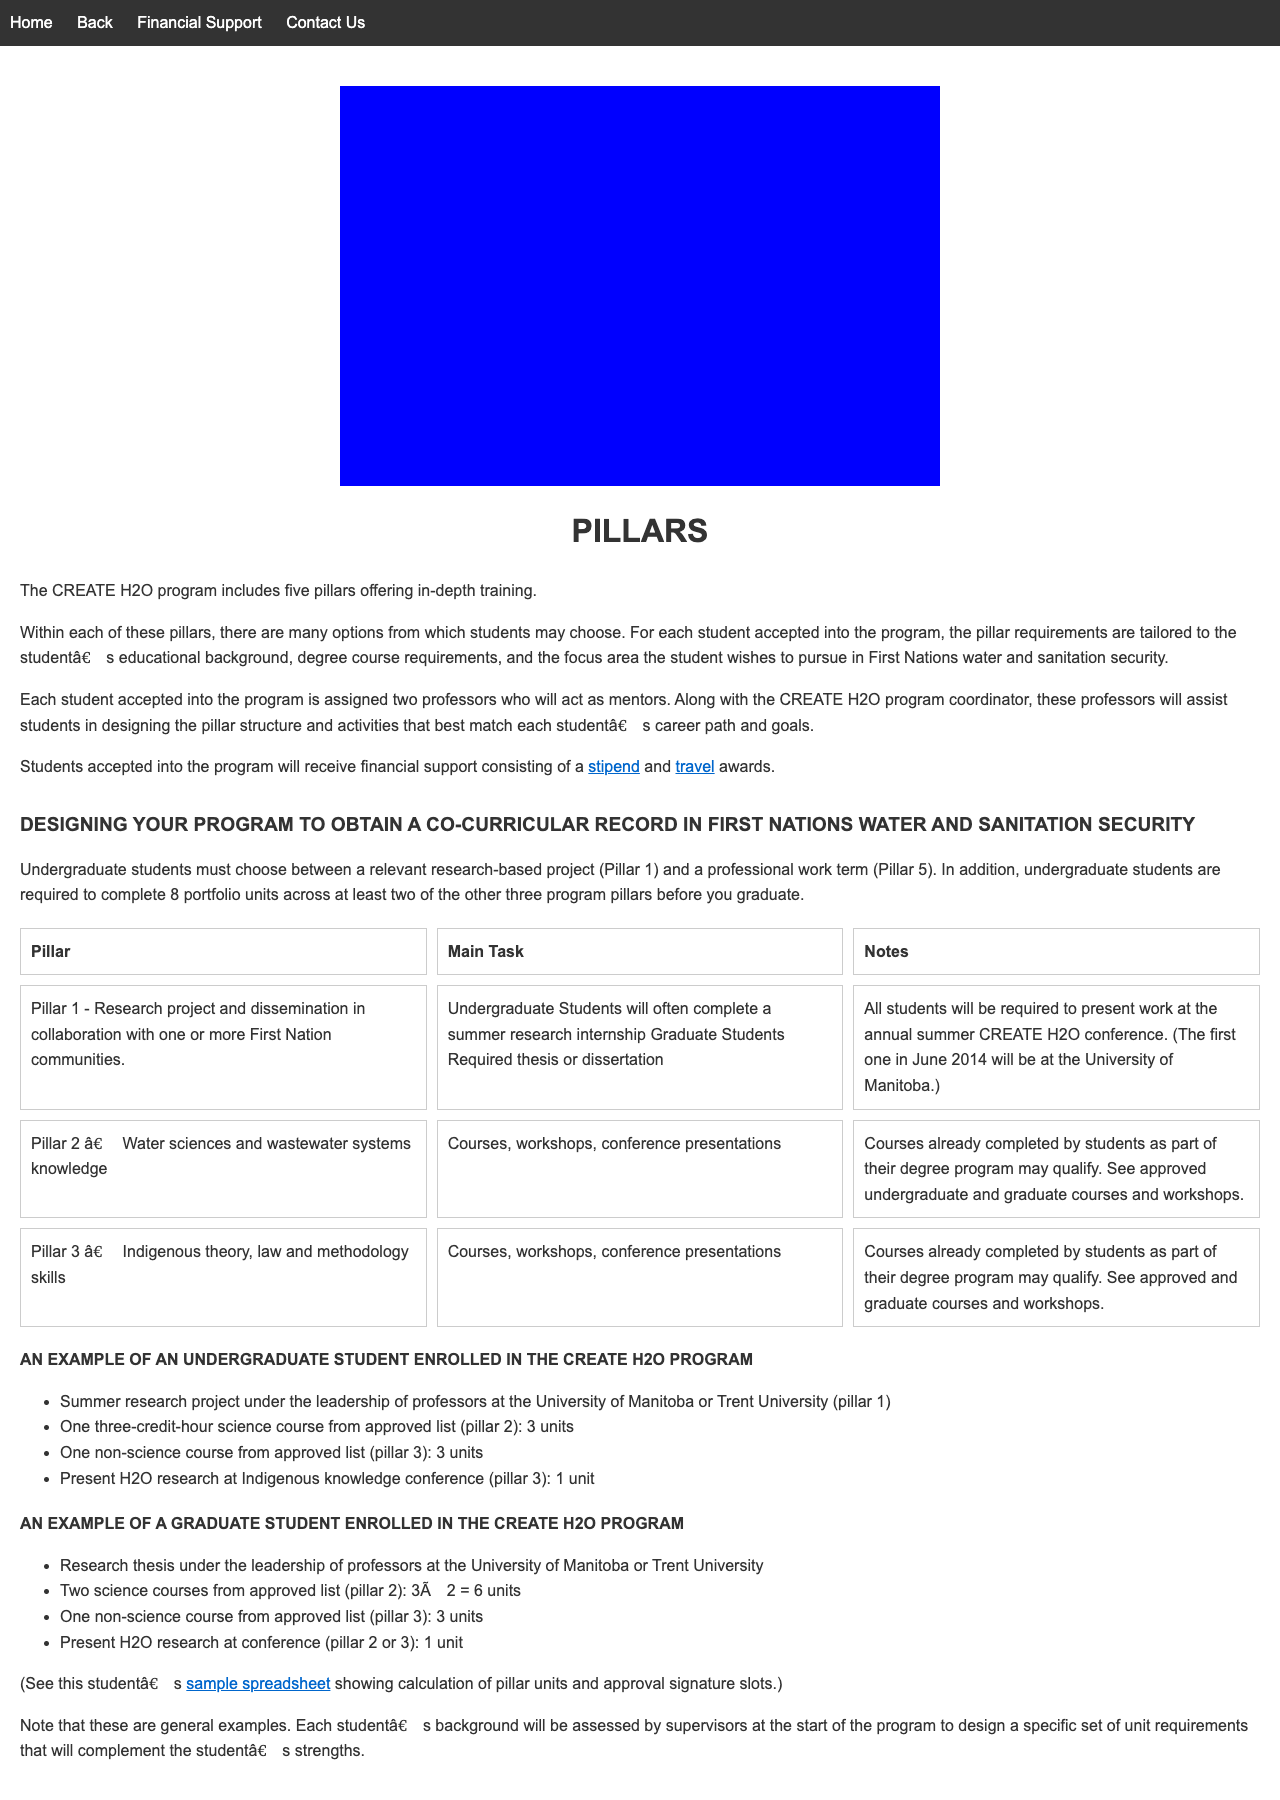 Home Back Financial Support Contact Us
PILLARS
The CREATE H2O program includes five pillars offering in-depth training.
Within each of these pillars, there are many options from which students may choose. For each student accepted into the program, the pillar requirements are tailored to the
studentâ€ s educational background, degree course requirements, and the focus area the student wishes to pursue in First Nations water and sanitation security.
Each student accepted into the program is assigned two professors who will act as mentors. Along with the CREATE H2O program coordinator, these professors will assist
students in designing the pillar structure and activities that best match each studentâ€ s career path and goals.
Students accepted into the program will receive financial support consisting of a stipend and travel awards.
DESIGNING YOUR PROGRAM TO OBTAIN A CO-CURRICULAR RECORD IN FIRST NATIONS WATER AND SANITATION SECURITY
Undergraduate students must choose between a relevant research-based project (Pillar 1) and a professional work term (Pillar 5). In addition, undergraduate students are
required to complete 8 portfolio units across at least two of the other three program pillars before you graduate.
Pillar
Main Task
Notes
Pillar 1 - Research project and dissemination in
collaboration with one or more First Nation
communities.
Undergraduate Students will often complete a
summer research internship Graduate Students
Required thesis or dissertation
All students will be required to present work at the
annual summer CREATE H2O conference. (The first
one in June 2014 will be at the University of
Manitoba.)
Pillar 2 â€ Water sciences and wastewater systems
knowledge
Courses, workshops, conference presentations
Courses already completed by students as part of
their degree program may qualify. See approved
undergraduate and graduate courses and workshops.
Pillar 3 â€ Indigenous theory, law and methodology
skills
Courses, workshops, conference presentations
Courses already completed by students as part of
their degree program may qualify. See approved and
graduate courses and workshops.
AN EXAMPLE OF AN UNDERGRADUATE STUDENT ENROLLED IN THE CREATE H2O PROGRAM
• Summer research project under the leadership of professors at the University of Manitoba or Trent University (pillar 1)
• One three-credit-hour science course from approved list (pillar 2): 3 units
• One non-science course from approved list (pillar 3): 3 units
• Present H2O research at Indigenous knowledge conference (pillar 3): 1 unit
AN EXAMPLE OF A GRADUATE STUDENT ENROLLED IN THE CREATE H2O PROGRAM
• Research thesis under the leadership of professors at the University of Manitoba or Trent University
• Two science courses from approved list (pillar 2): 3Ã 2 = 6 units
• One non-science course from approved list (pillar 3): 3 units
• Present H2O research at conference (pillar 2 or 3): 1 unit
(See this studentâ€ s sample spreadsheet showing calculation of pillar units and approval signature slots.)
Note that these are general examples. Each studentâ€ s background will be assessed by supervisors at the start of the program to design a specific set of unit requirements
that will complement the studentâ€ s strengths.